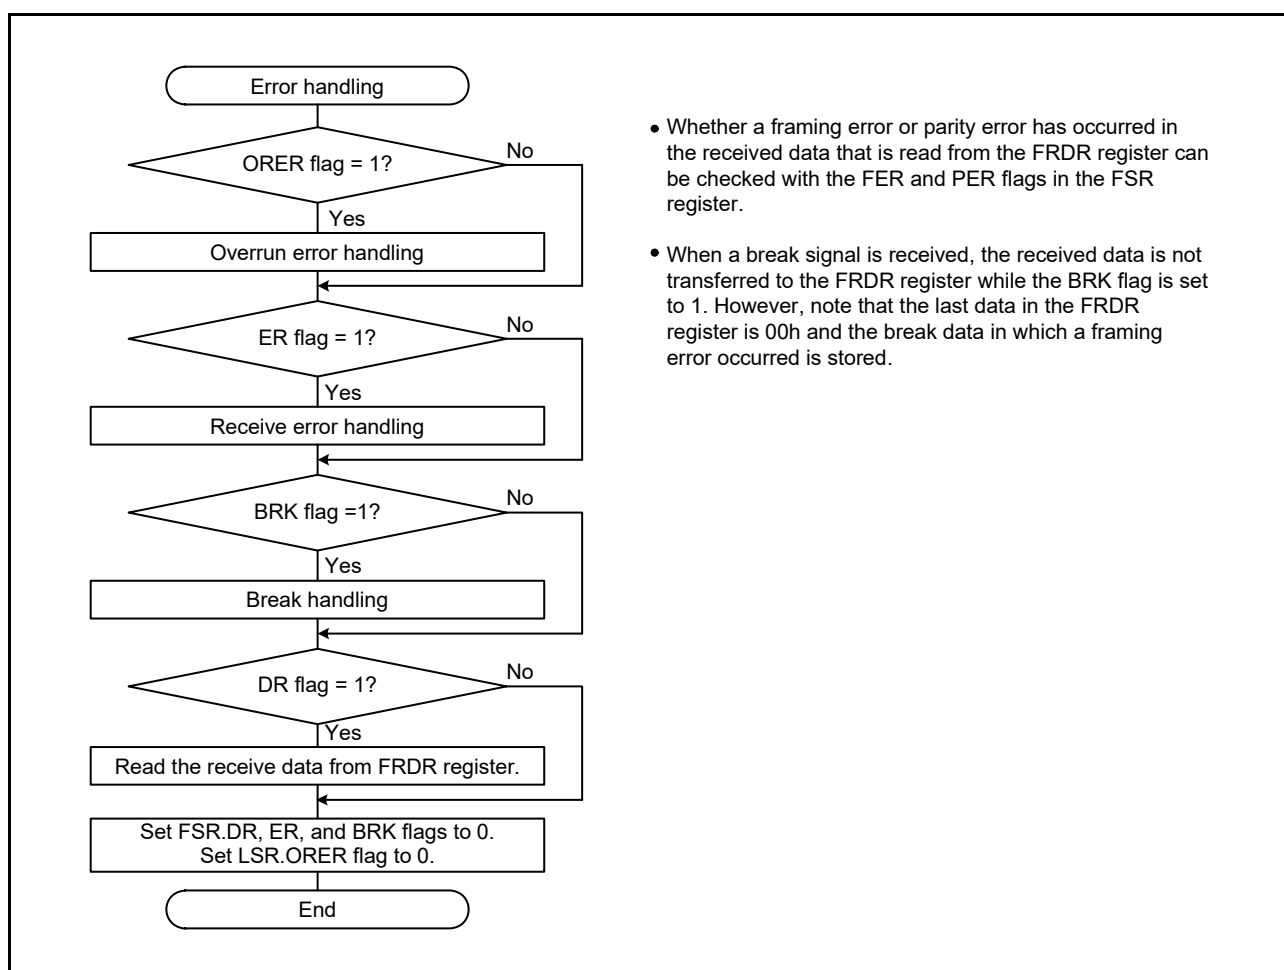 Error handling
ORER flag = 1?
No
Yes
Overrun error handling
ER flag = 1?
No
Yes
Receive error handling
BRK flag =1?
No
Yes
Break handling
DR flag = 1?
No
Yes
Read the receive data from FRDR register.
Set FSR.DR, ER, and BRK flags to 0.
Set LSR.ORER flag to 0.
End
• Whether a framing error or parity error has occurred in
the received data that is read from the FRDR register can
be checked with the FER and PER flags in the FSR
register.
• When a break signal is received, the received data is not
transferred to the FRDR register while the BRK flag is set
to 1. However, note that the last data in the FRDR
register is 00h and the break data in which a framing
error occurred is stored.